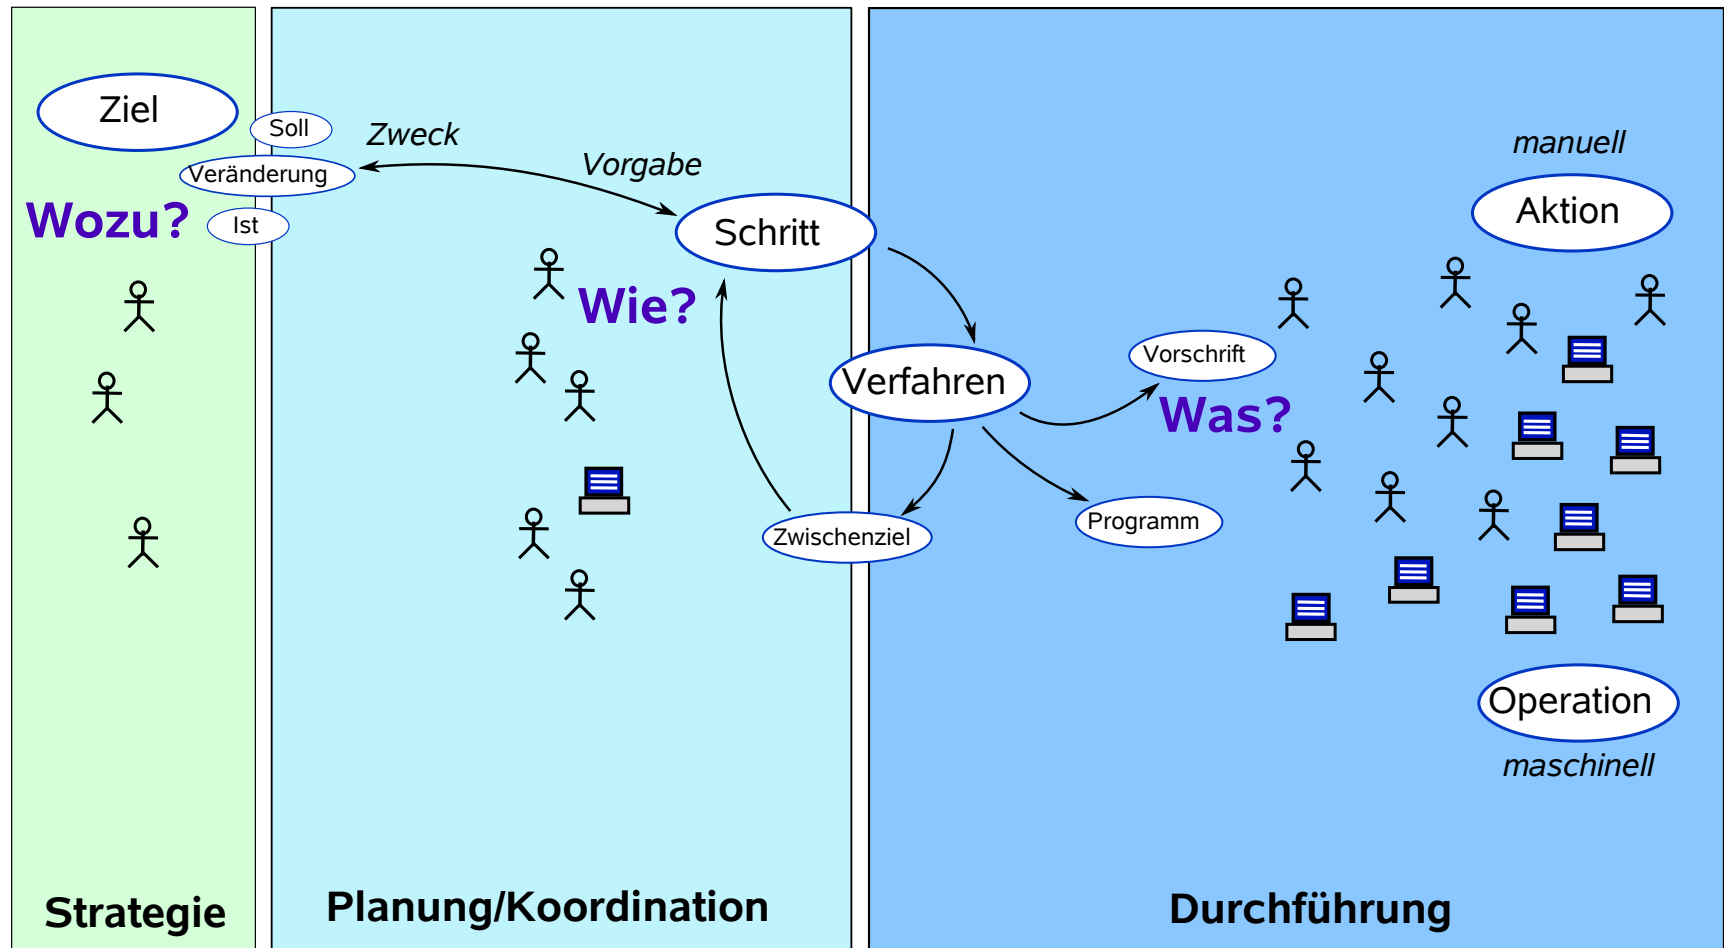 Ziel
Soll
Veränderung
Ist
Wozu?
Strategie
Zweck
Vorgabe
Schritt
Wie?
Zwischenziel
Planung/Koordination
Verfahren
Vorschrift
Was?
Programm
manuell
Aktion
Operation
maschinell
Durchführung